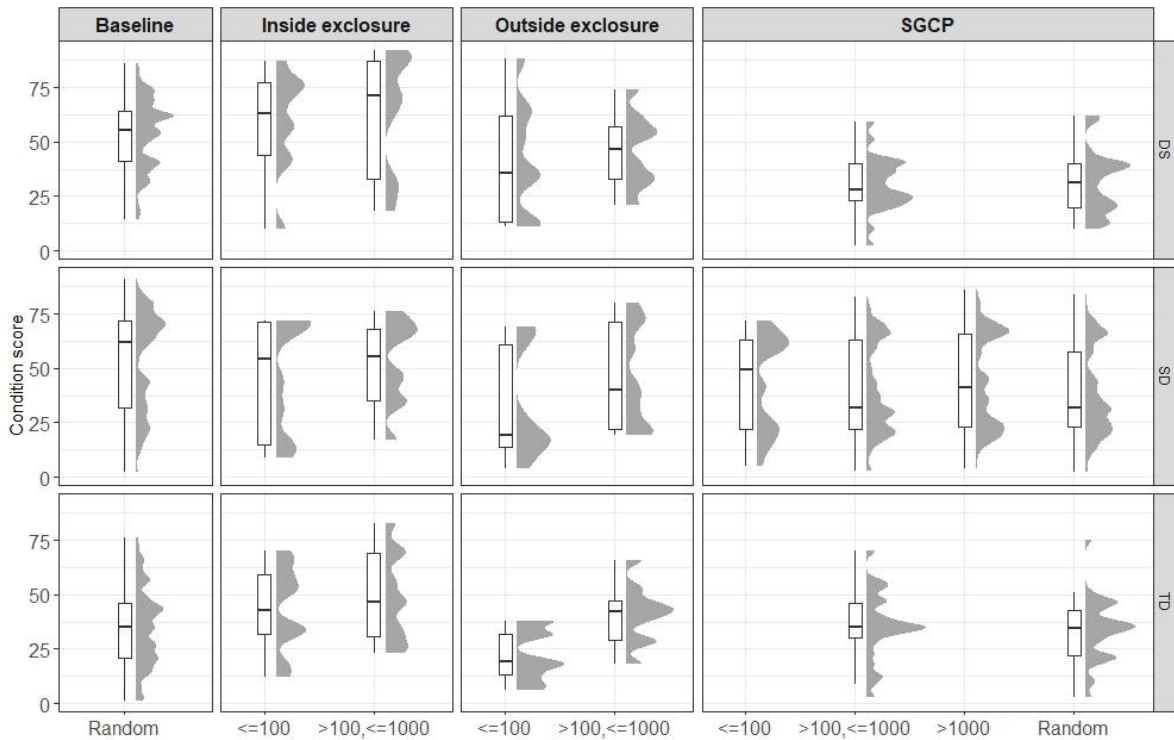 Baseline Inside exclosure Outside exclosure SGCP
75
50
25
0
DS
75
50
25
0
SD
75
50
25
0
TD
Condition score
Random <=100 >100,<=1000 <=100 >100,<=1000 <=100 >100,<=1000 >1000 Random